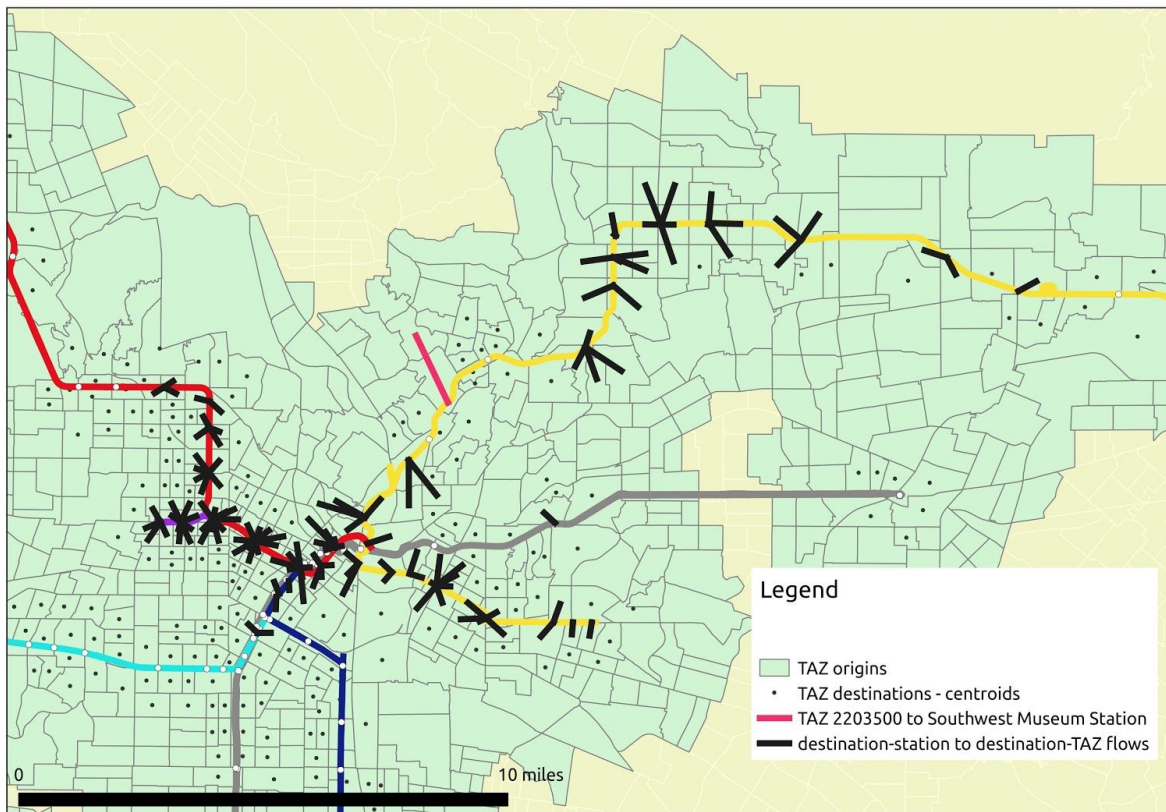 Legend
TAZ origins
TAZ destinations - centroids
TAZ 2203500 to Southwest Museum Station
destination-station to destination-TAZ flows
0 10 miles